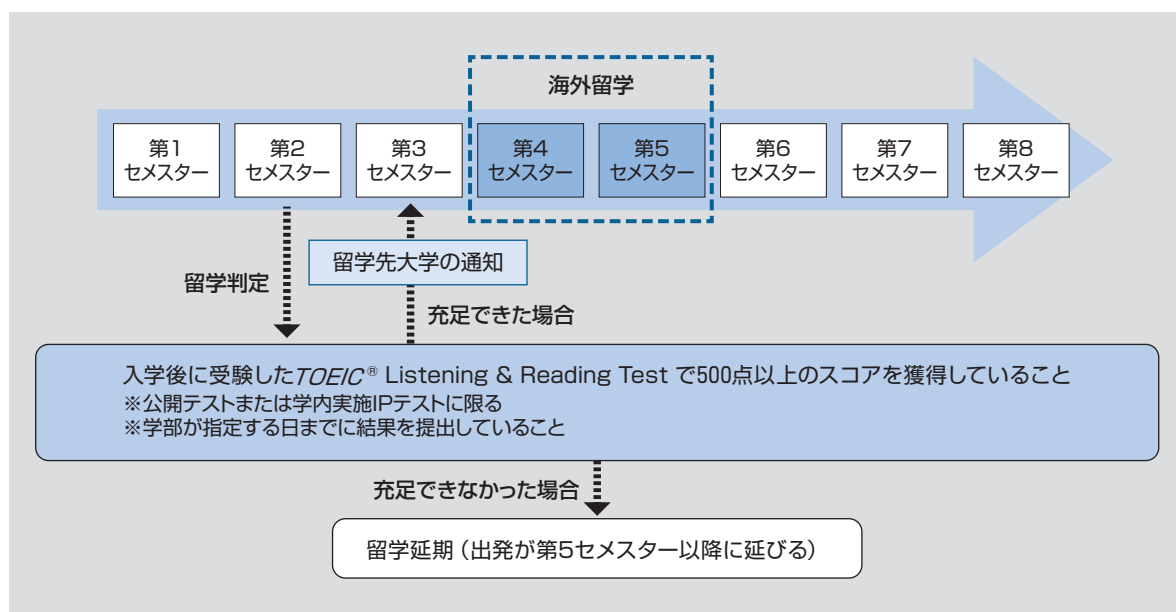 海外留学
第1
セメスター
第2
セメスター
第3
セメスター
第4
セメスター
第5
セメスター
第6
セメスター
第7
セメスター
第8
セメスター
留学判定
留学先大学の通知
充足できた場合
入学後に受験したTOEIC® Listening & Reading Test で500点以上のスコアを獲得していること
※公開テストまたは学内実施IPテストに限る
※学部が指定する日までに結果を提出していること
充足できなかった場合
留学延期（出発が第5セメスター以降に延びる）